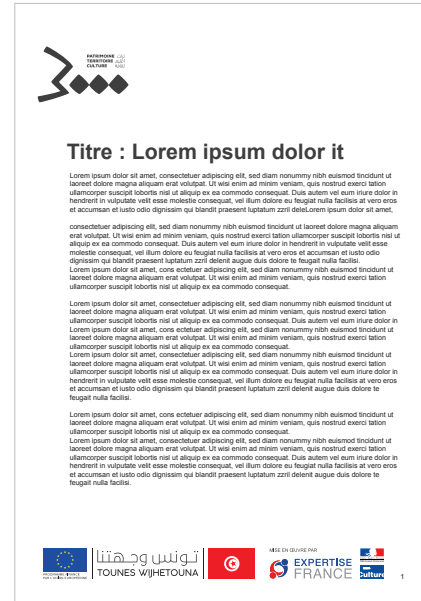 PATRIMOINE تراث
TERRITOIRE
CULTURE
Titre : Lorem ipsum dolor it
Lorem ipsum dolor sit amet, consectetuer adipiscing elit, sed diam nonummy nibh euismod tincidunt ut
laoreet dolore magna aliquam erat volutpat. Ut wisi enim ad minim veniam, quis nostrud exerci tation
ullamcorper suscipit lobortis nisl ut aliquip ex ea commodo consequat. Duis autem vel eum iriure dolor in
hendrerit in vulputate velit esse molestie consequat, vel illum dolore eu feugiat nulla facilisis at vero eros
et accumsan et iusto odio dignissim qui blandit praesent luptatum zzril deleLorem ipsum dolor sit amet,
consectetuer adipiscing elit, sed diam nonummy nibh euismod tincidunt ut laoreet dolore magna aliquam
erat volutpat. Ut wisi enim ad minim veniam, quis nostrud exerci tation ullamcorper suscipit lobortis nisl ut
aliquip ex ea commodo consequat. Duis autem vel eum iriure dolor in hendrerit in vulputate velit esse
molestie consequat, vel illum dolore eu feugiat nulla facilisis at vero eros et accumsan et iusto odio
dignissim qui blandit praesent luptatum zzril delenit augue duis dolore te feugait nulla facilisi.
Lorem ipsum dolor sit amet, cons ectetuer adipiscing elit, sed diam nonummy nibh euismod tincidunt ut
laoreet dolore magna aliquam erat volutpat. Ut wisi enim ad minim veniam, quis nostrud exerci tation
ullamcorper suscipit lobortis nisl ut aliquip ex ea commodo consequat.
Lorem ipsum dolor sit amet, consectetuer adipiscing elit, sed diam nonummy nibh euismod tincidunt ut
laoreet dolore magna aliquam erat volutpat. Ut wisi enim ad minim veniam, quis nostrud exerci tation
ullamcorper suscipit lobortis nisl ut aliquip ex ea commodo consequat. Duis autem vel eum iriure dolor in
Lorem ipsum dolor sit amet, cons ectetuer adipiscing elit, sed diam nonummy nibh euismod tincidunt ut
laoreet dolore magna aliquam erat volutpat. Ut wisi enim ad minim veniam, quis nostrud exerci tation
ullamcorper suscipit lobortis nisl ut aliquip ex ea commodo consequat.
Lorem ipsum dolor sit amet, consectetuer adipiscing elit, sed diam nonummy nibh euismod tincidunt ut
laoreet dolore magna aliquam erat volutpat. Ut wisi enim ad minim veniam, quis nostrud exerci tation
ullamcorper suscipit lobortis nisl ut aliquip ex ea commodo consequat. Duis autem vel eum iriure dolor in
hendrerit in vulputate velit esse molestie consequat, vel illum dolore eu feugiat nulla facilisis at vero eros
et accumsan et iusto odio dignissim qui blandit praesent luptatum zzril delenit augue duis dolore te
feugait nulla facilisi.
Lorem ipsum dolor sit amet, cons ectetuer adipiscing elit, sed diam nonummy nibh euismod tincidunt ut
laoreet dolore magna aliquam erat volutpat. Ut wisi enim ad minim veniam, quis nostrud exerci tation
ullamcorper suscipit lobortis nisl ut aliquip ex ea commodo consequat.
Lorem ipsum dolor sit amet, consectetuer adipiscing elit, sed diam nonummy nibh euismod tincidunt ut
laoreet dolore magna aliquam erat volutpat. Ut wisi enim ad minim veniam, quis nostrud exerci tation
ullamcorper suscipit lobortis nisl ut aliquip ex ea commodo consequat. Duis autem vel eum iriure dolor in
hendrerit in vulputate velit esse molestie consequat, vel illum dolore eu feugiat nulla facilisis at vero eros
et accumsan et iusto odio dignissim qui blandit praesent luptatum zzril delenit augue duis dolore te
feugait nulla facilisi.
PROGRAMME FINANCÉ
PAR L'UNION EUROPÉENNE
تونس وجهتنا
TOUNES WIJHETOUNA
MISE EN ŒUVRE PAR
EXPERTISE
FRANCE
Culture
1